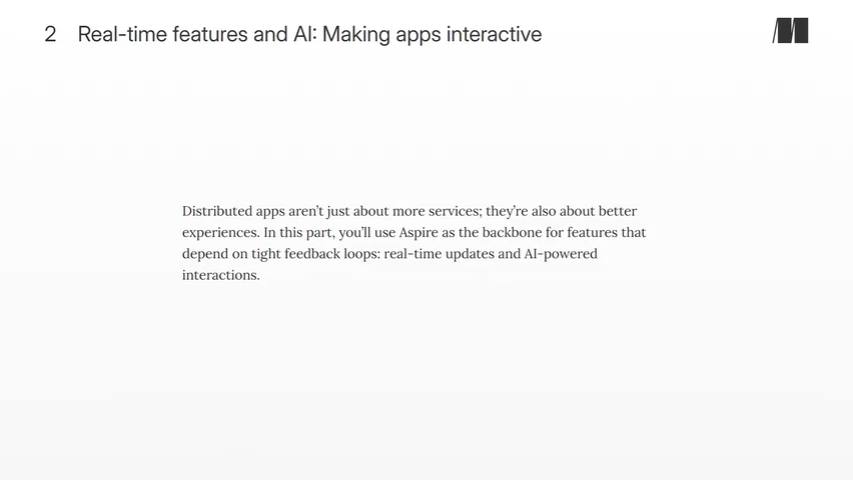 2 Real-time features and AI: Making apps interactive
Distributed apps aren't just about more services; they're also about better
experiences. In this part, you'll use Aspire as the backbone for features that
depend on tight feedback loops: real-time updates and AI-powered
interactions.